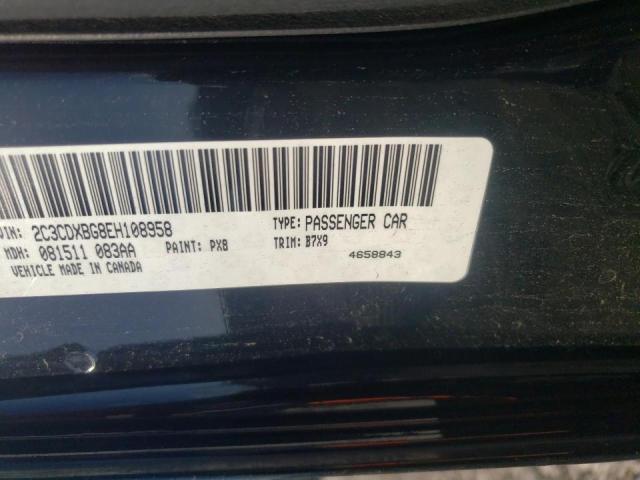 VIN: 2C3CDXBG8EH108958 TYPE: PASSENGER CAR
MDH: 081511 083AA PAINT: PX8 TRIM: B7X9
VEHICLE MADE IN CANADA 4658843